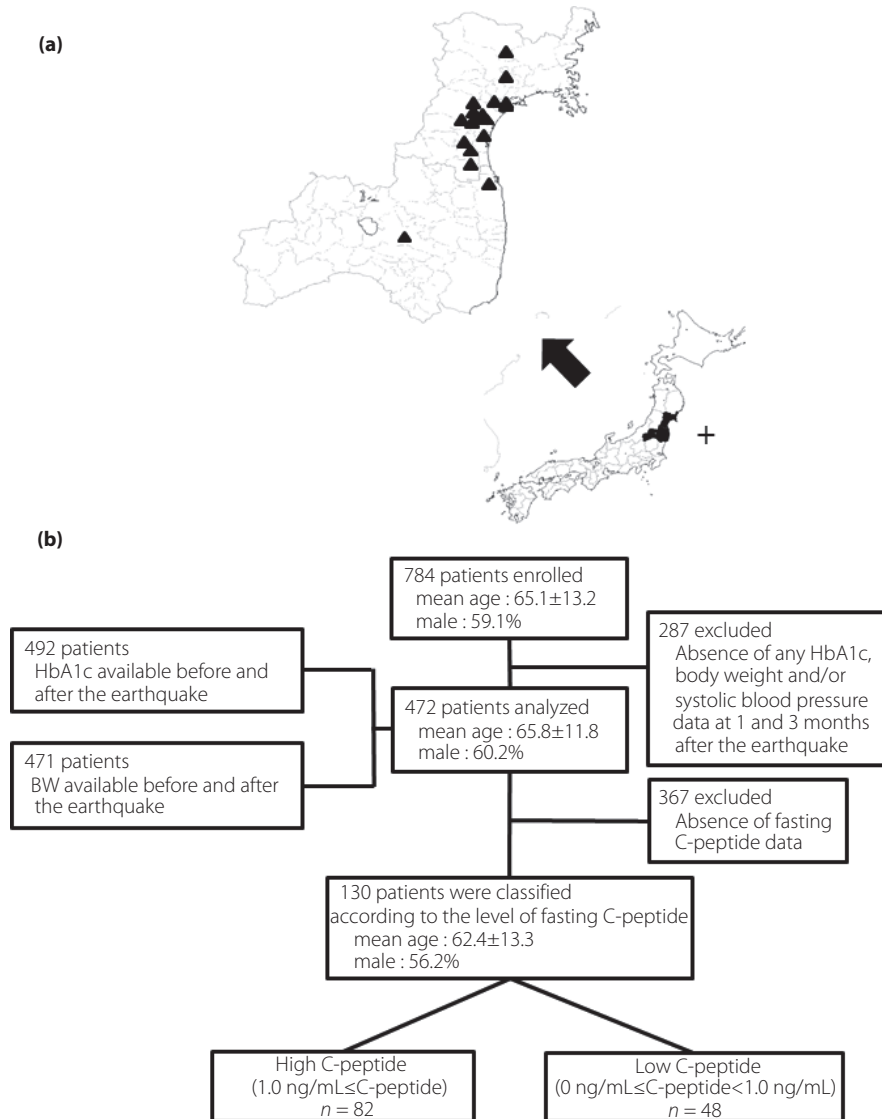 (a)
+
(b)
784 patients enrolled
mean age : 65.1±13.2
male : 59.1%
492 patients
HbA1c available before and
after the earthquake
287 excluded
Absence of any HbA1c,
body weight and/or
systolic blood pressure
data at 1 and 3 months
after the earthquake
472 patients analyzed
mean age : 65.8±11.8
male : 60.2%
471 patients
BW available before and after
the earthquake
367 excluded
Absence of fasting
C-peptide data
130 patients were classified
according to the level of fasting C-peptide
mean age : 62.4±13.3
male : 56.2%
High C-peptide
(1.0 ng/mL≤C-peptide)
n = 82
Low C-peptide
(0 ng/mL≤C-peptide<1.0 ng/mL)
n = 48